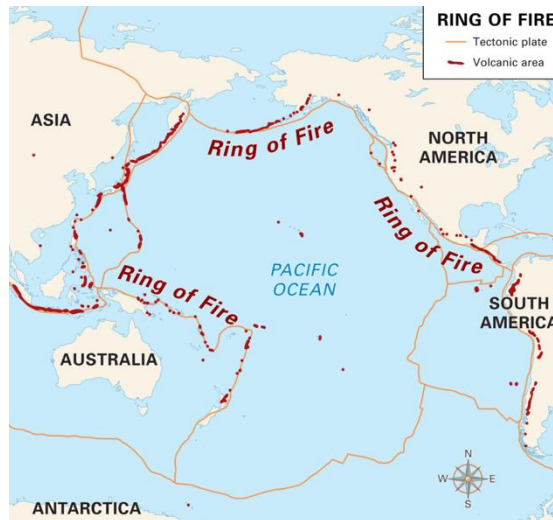 RING OF FIRE
Tectonic plate
Volcanic area
ASIA
NORTH
AMERICA
Ring of Fire
Ring of Fire
PACIFIC
OCEAN
Ring of Fire
SOUTH
AMERICA
AUSTRALIA
N
W E
S
ANTARCTICA